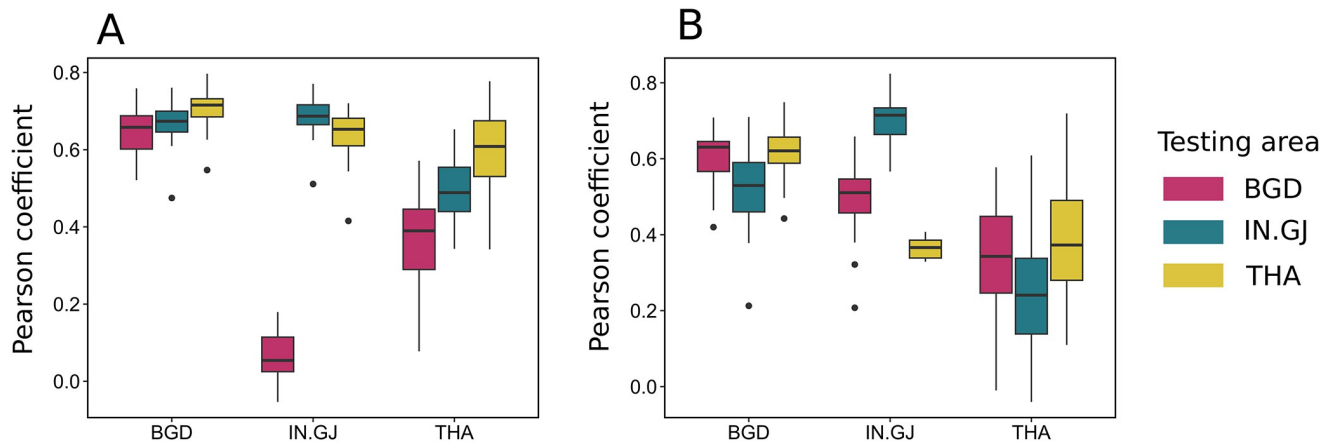 A
Pearson coefficient
0.8
0.6
0.4
0.2
0.0
BGD IN.GJ THA
B
Pearson coefficient
0.8
0.6
0.4
0.2
0.0
BGD IN.GJ THA
Testing area
BGD
IN.GJ
THA